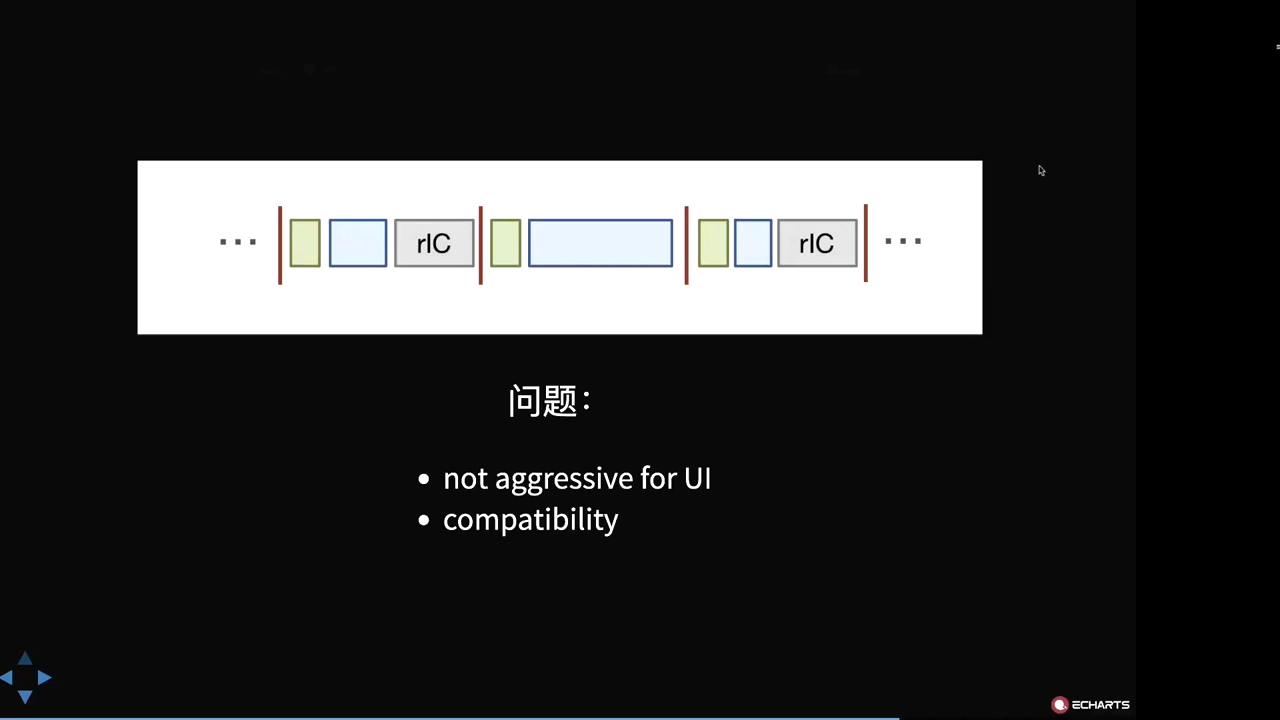 ... rIC rIC ...
问题：
not aggressive for UI
compatibility
ECHARTS